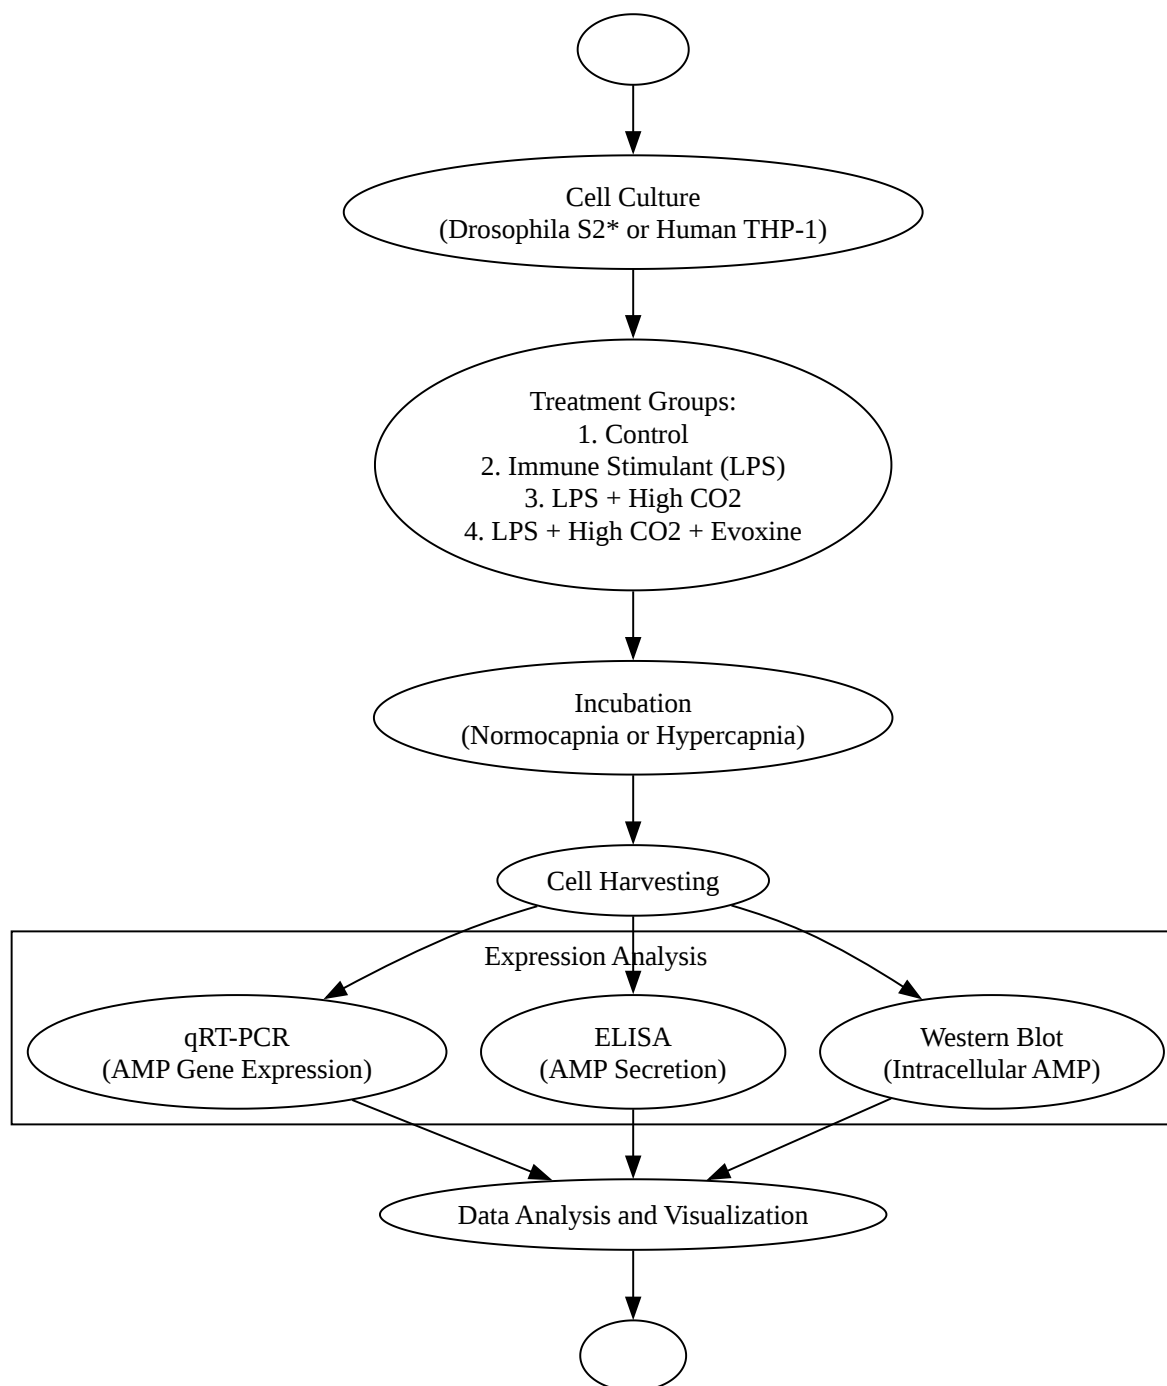 Cell Culture
(Drosophila S2* or Human THP-1)
Treatment Groups:
1. Control
2. Immune Stimulant (LPS)
3. LPS + High CO2
4. LPS + High CO2 + Evoxine
Incubation
(Normocapnia or Hypercapnia)
Cell Harvesting
Expression Analysis
qRT-PCR
(AMP Gene Expression)
ELISA
(AMP Secretion)
Western Blot
(Intracellular AMP)
Data Analysis and Visualization